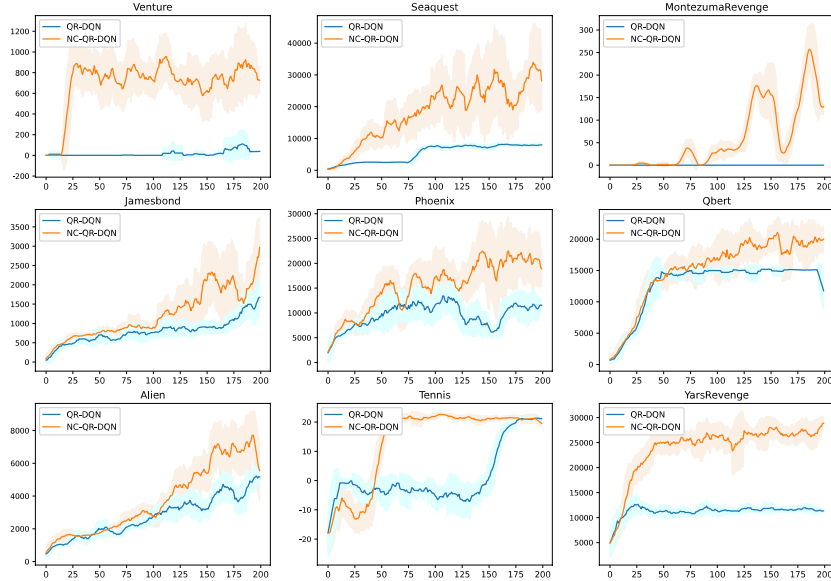 Venture
QR-DQN
NC-QR-DQN
1200
1000
800
600
400
200
0
-200
0 25 50 75 100 125 150 175 200
Seaquest
QR-DQN
NC-QR-DQN
40000
30000
20000
10000
0
0 25 50 75 100 125 150 175 200
MontezumaRevenge
QR-DQN
NC-QR-DQN
300
250
200
150
100
50
0
0 25 50 75 100 125 150 175 200
Jamesbond
QR-DQN
NC-QR-DQN
3500
3000
2500
2000
1500
1000
500
0
0 25 50 75 100 125 150 175 200
Phoenix
QR-DQN
NC-QR-DQN
30000
25000
20000
15000
10000
5000
0
0 25 50 75 100 125 150 175 200
Qbert
QR-DQN
NC-QR-DQN
20000
15000
10000
5000
0
0 25 50 75 100 125 150 175 200
Alien
QR-DQN
NC-QR-DQN
8000
6000
4000
2000
0
0 25 50 75 100 125 150 175 200
Tennis
QR-DQN
NC-QR-DQN
20
10
0
-10
-20
0 25 50 75 100 125 150 175 200
YarsRevenge
QR-DQN
NC-QR-DQN
30000
25000
20000
15000
10000
5000
0 25 50 75 100 125 150 175 200